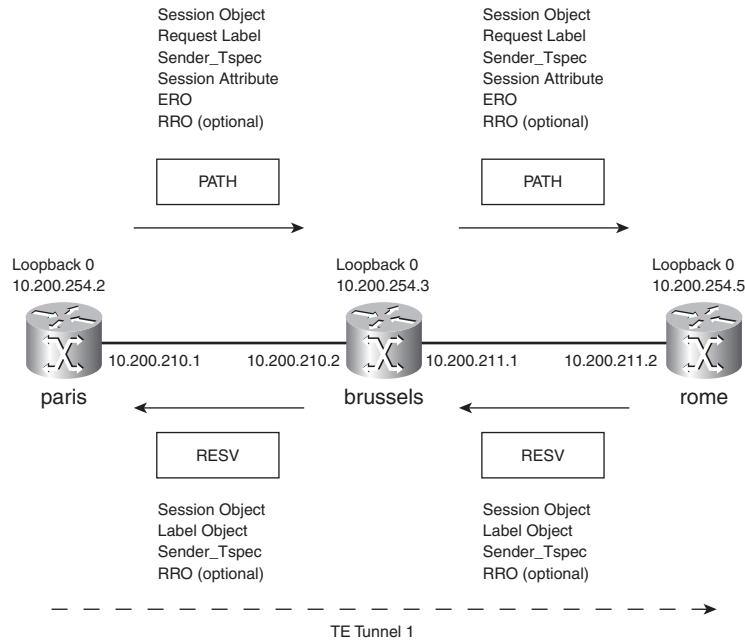 Session Object
Request Label
Sender_Tspec
Session Attribute
ERO
RRO (optional)
Session Object
Request Label
Sender_Tspec
Session Attribute
ERO
RRO (optional)
PATH
PATH
Loopback 0
10.200.254.2
Loopback 0
10.200.254.3
Loopback 0
10.200.254.5
10.200.210.1
10.200.210.2
10.200.211.1
10.200.211.2
paris
brussels
rome
RESV
RESV
Session Object
Label Object
Sender_Tspec
RRO (optional)
Session Object
Label Object
Sender_Tspec
RRO (optional)
TE Tunnel 1